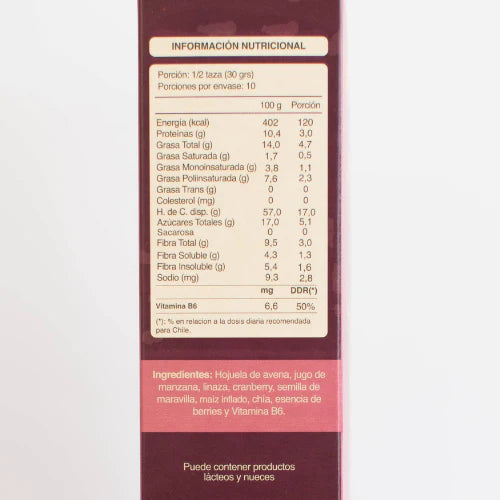 INFORMACIÓN NUTRICIONAL
Porción: 1/2 taza (30 grs)
Porciones por envase: 10
100 g Porción
Energía (kcal) 402 120
Proteínas (g) 10,4 3,0
Grasa Total (g) 14,0 4,7
Grasa Saturada (g) 1,7 0,5
Grasa Monoinsaturada (g) 3,8 1,1
Grasa Poliinsaturada (g) 7,6 2,3
Grasa Trans (g) 0 0
Colesterol (mg) 0 0
H. de C. disp. (g) 57,0 17,0
Azúcares Totales (g) 17,0 5,1
Sacarosa 0 0
Fibra Total (g) 9,5 3,0
Fibra Soluble (g) 4,3 1,3
Fibra Insoluble (g) 5,4 1,6
Sodio (mg) 9,3 2,8
mg DDR(*)
Vitamina B6 6,6 50%
(*): % en relacion a la dosis diaria recomendada
para Chile.
Ingredientes: Hojuela de avena, jugo de
manzana, linaza, cranberry, semilla de
maravilla, maiz inflado, chía, esencia de
berries y Vitamina B6.
Puede contener productos
lácteos y nueces